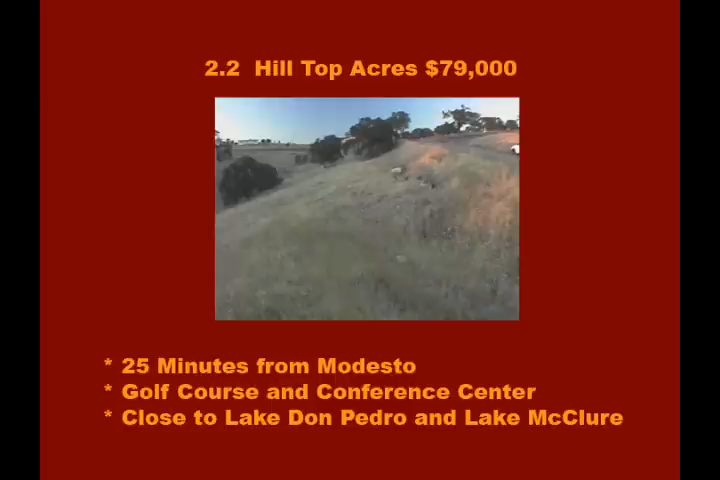 2.2 Hill Top Acres $79,000
* 25 Minutes from Modesto
* Golf Course and Conference Center
* Close to Lake Don Pedro and Lake McClure